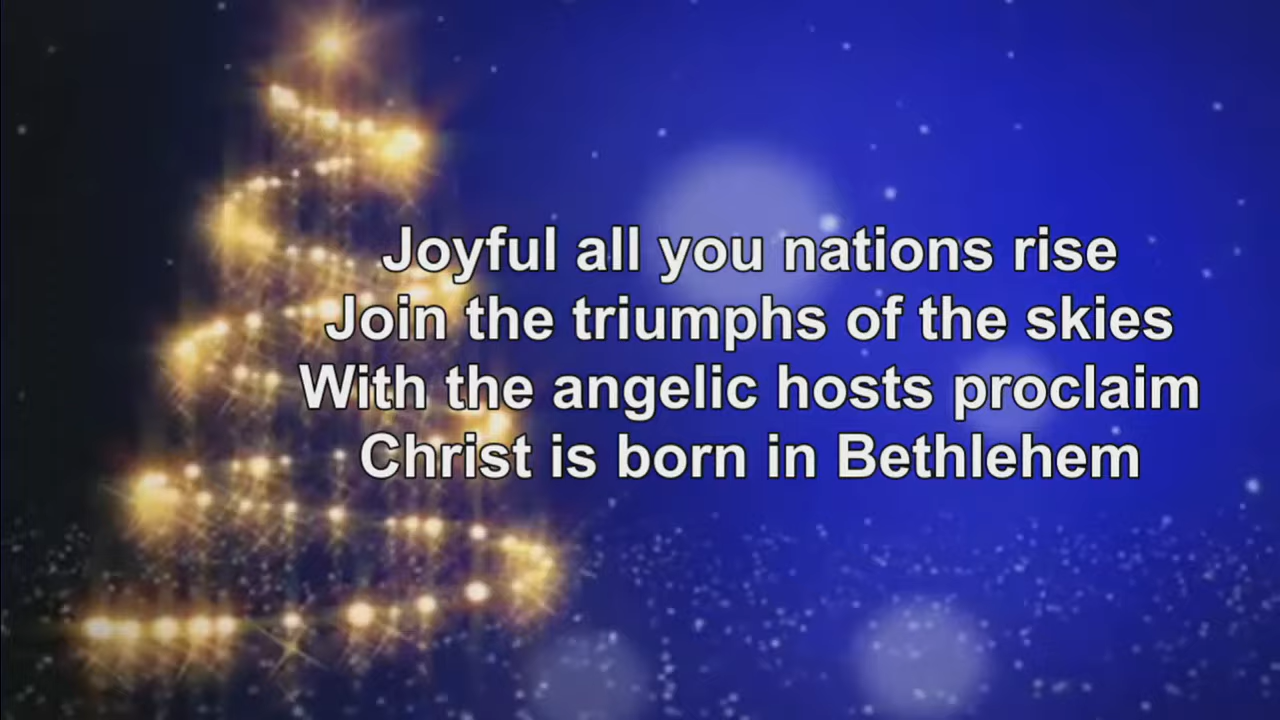 Joyful all you nations rise
Join the triumphs of the skies
With the angelic hosts proclaim
Christ is born in Bethlehem